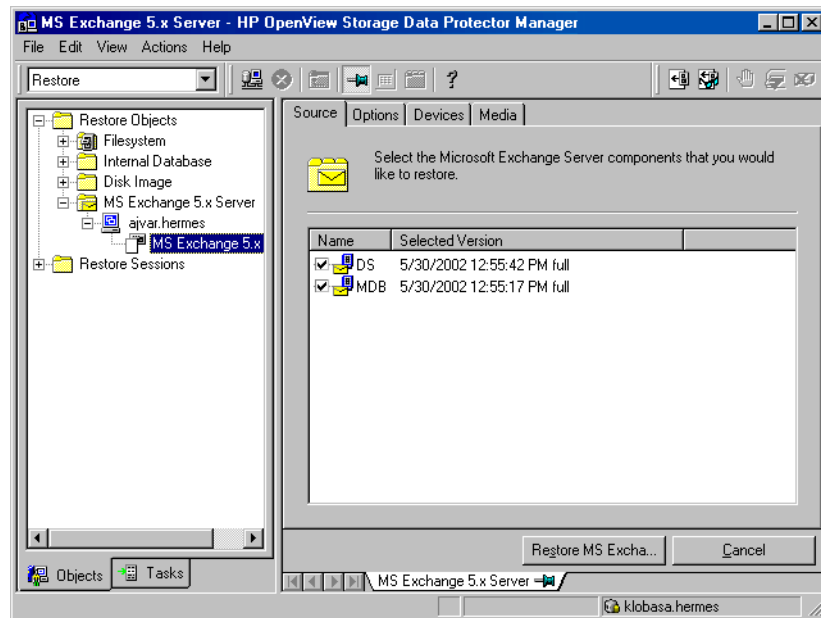 MS Exchange 5.x Server - HP OpenView Storage Data Protector Manager
File Edit View Actions Help
Restore
Restore Objects
Filesystem
Internal Database
Disk Image
MS Exchange 5.x Server
ajvar.hermes
MS Exchange 5.x
Restore Sessions
Objects
Tasks
Source Options Devices Media
Select the Microsoft Exchange Server components that you would
like to restore.
Name Selected Version
DS 5/30/2002 12:55:42 PM full
MDB 5/30/2002 12:55:17 PM full
Restore MS Excha... Cancel
MS Exchange 5.x Server
klobasa.hermes